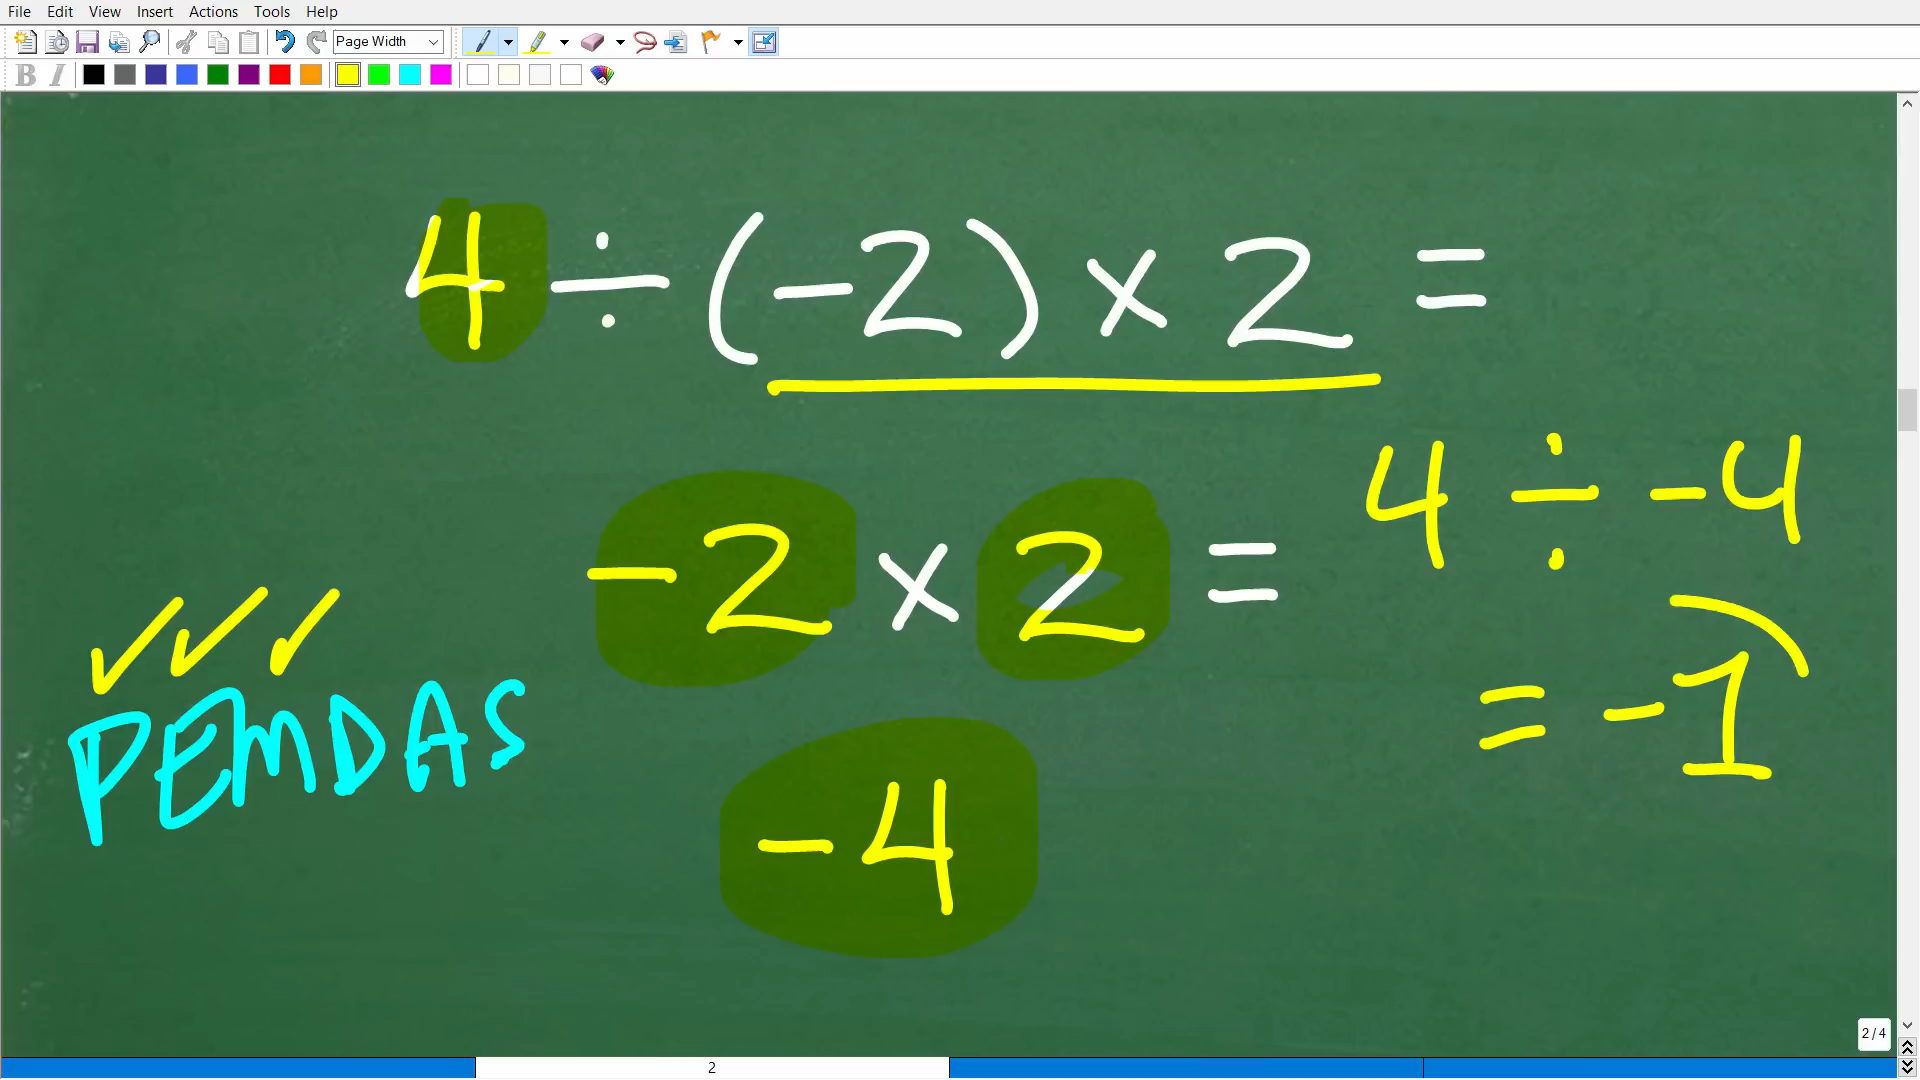 File Edit View Insert Actions Tools Help
Page Width
B I
4 ÷ (-2) × 2 =
4 ÷ -4
-2 × 2 =
= -1
PEMDAS
-4
2 / 4
2